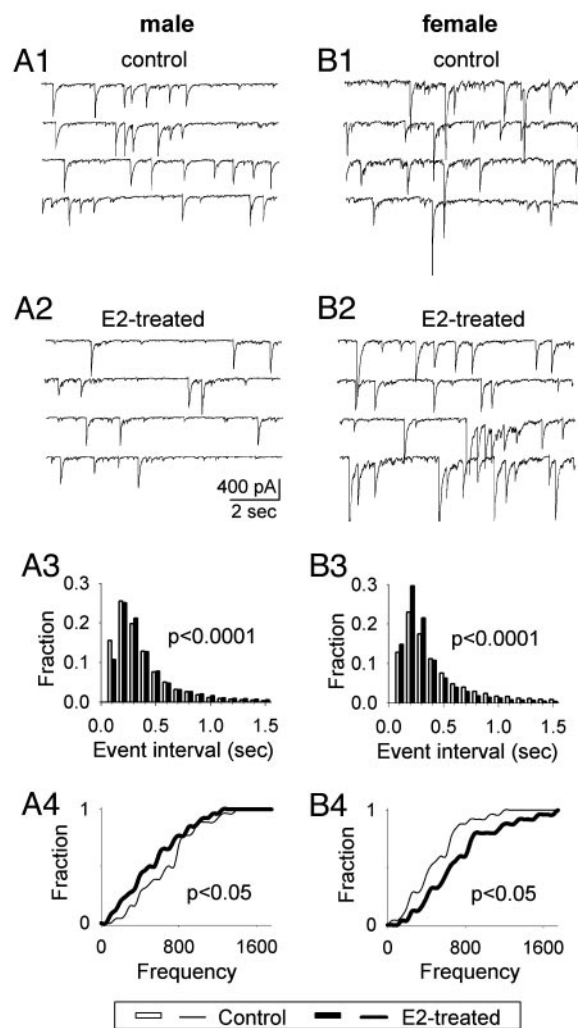 male female
A1 control B1 control
A2 E2-treated B2 E2-treated
400 pA
2 sec
A3 B3
0.3 0.3
Fraction 0.2 p<0.0001 Fraction 0.2 p<0.0001
0.1 0.1
0.0 0.0
0.0 0.5 1.0 1.5 0.0 0.5 1.0 1.5
Event interval (sec) Event interval (sec)
A4 B4
1 1
Fraction p<0.05 Fraction p<0.05
0 0
0 800 1600 0 800 1600
Frequency Frequency
Control E2-treated